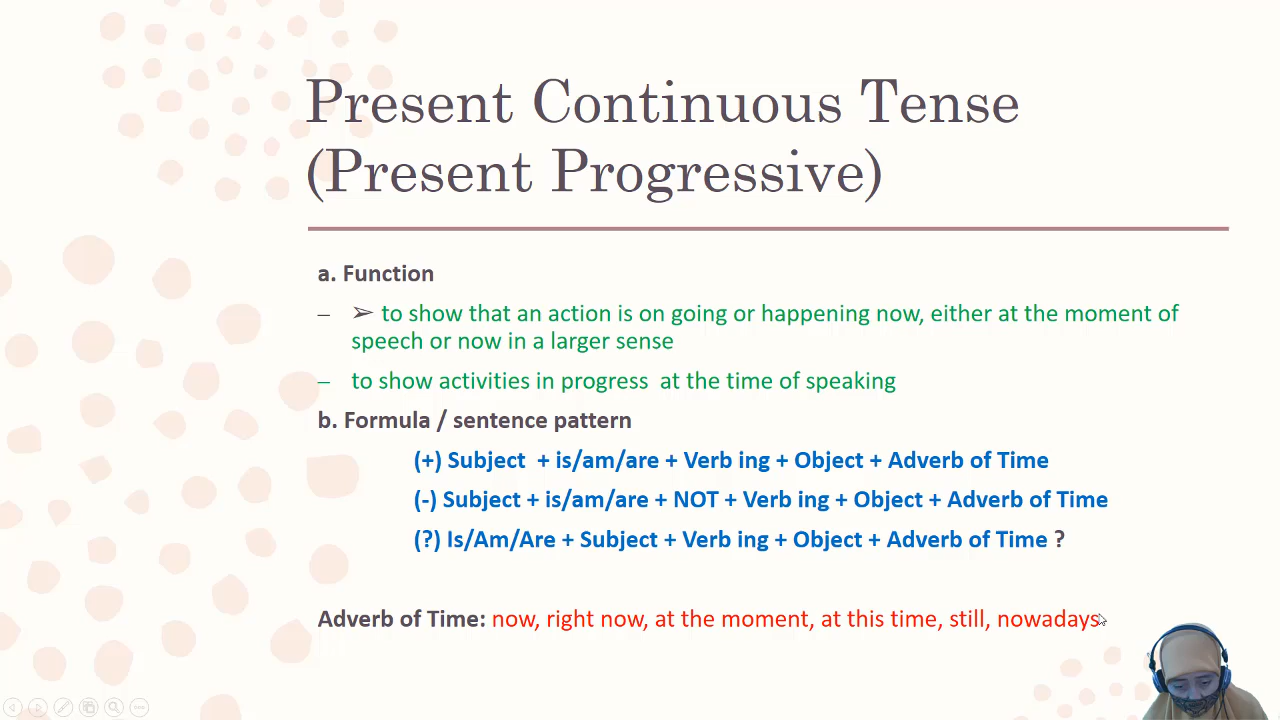 Present Continuous Tense
(Present Progressive)
a. Function
– ➢ to show that an action is on going or happening now, either at the moment of
speech or now in a larger sense
– to show activities in progress  at the time of speaking
b. Formula / sentence pattern
(+) Subject  + is/am/are + Verb ing + Object + Adverb of Time
(-) Subject + is/am/are + NOT + Verb ing + Object + Adverb of Time
(?) Is/Am/Are + Subject + Verb ing + Object + Adverb of Time ?
Adverb of Time: now, right now, at the moment, at this time, still, nowadays